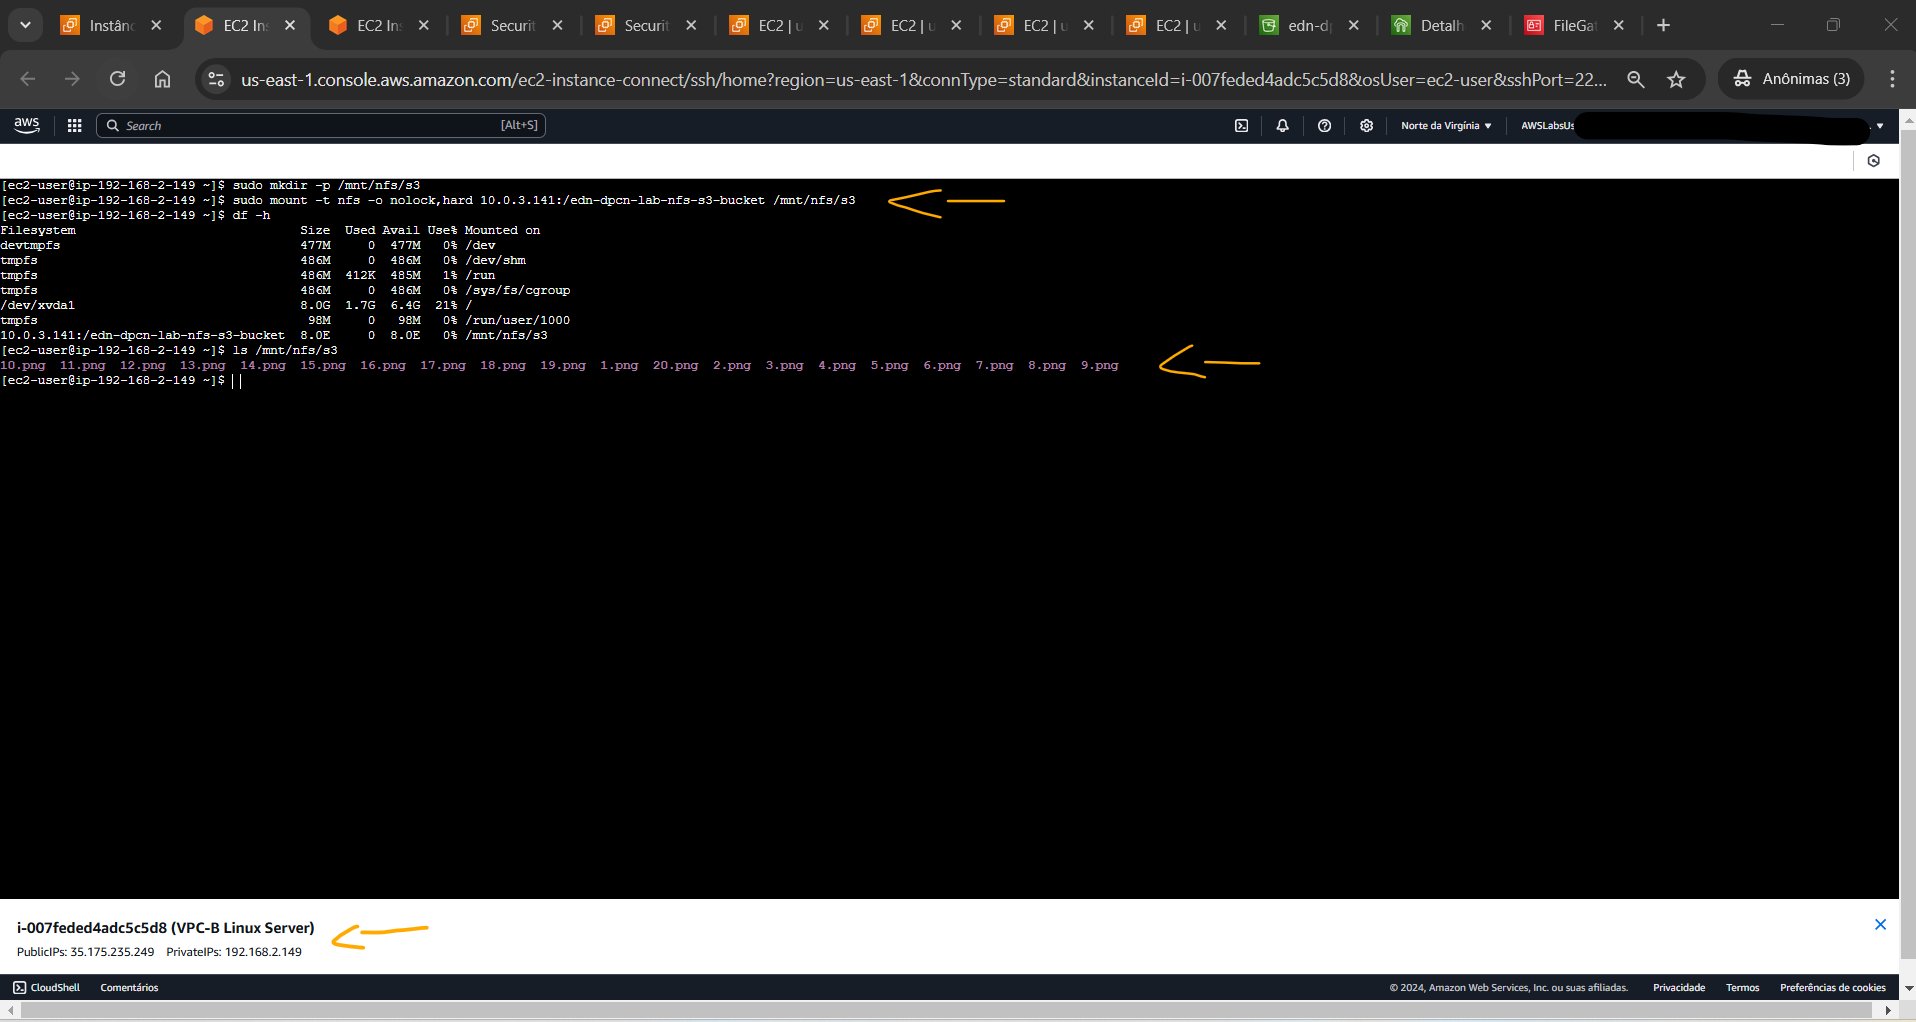 Instânc
EC2 Ins
EC2 Ins
Securit
Securit
EC2 | u
EC2 | u
EC2 | u
EC2 | u
edn-dp
Detalh
FileGat
us-east-1.console.aws.amazon.com/ec2-instance-connect/ssh/home?region=us-east-1&connType=standard&instanceId=i-007feded4adc5c5d8&osUser=ec2-user&sshPort=22...
Anônimas (3)
aws
Search
[Alt+S]
Norte da Virgínia
AWSLabsUs
[ec2-user@ip-192-168-2-149 ~]$ sudo mkdir -p /mnt/nfs/s3
[ec2-user@ip-192-168-2-149 ~]$ sudo mount -t nfs -o nolock,hard 10.0.3.141:/edn-dpcn-lab-nfs-s3-bucket /mnt/nfs/s3
[ec2-user@ip-192-168-2-149 ~]$ df -h
Filesystem Size Used Avail Use% Mounted on
devtmpfs 477M 0 477M 0% /dev
tmpfs 486M 0 486M 0% /dev/shm
tmpfs 486M 412K 485M 1% /run
tmpfs 486M 0 486M 0% /sys/fs/cgroup
/dev/xvda1 8.0G 1.7G 6.4G 21% /
tmpfs 98M 0 98M 0% /run/user/1000
10.0.3.141:/edn-dpcn-lab-nfs-s3-bucket 8.0E 0 8.0E 0% /mnt/nfs/s3
[ec2-user@ip-192-168-2-149 ~]$ ls /mnt/nfs/s3
10.png 11.png 12.png 13.png 14.png 15.png 16.png 17.png 18.png 19.png 1.png 20.png 2.png 3.png 4.png 5.png 6.png 7.png 8.png 9.png
[ec2-user@ip-192-168-2-149 ~]$
i-007feded4adc5c5d8 (VPC-B Linux Server)
PublicIPs: 35.175.235.249 PrivateIPs: 192.168.2.149
CloudShell
Comentários
© 2024, Amazon Web Services, Inc. ou suas afiliadas.
Privacidade
Termos
Preferências de cookies